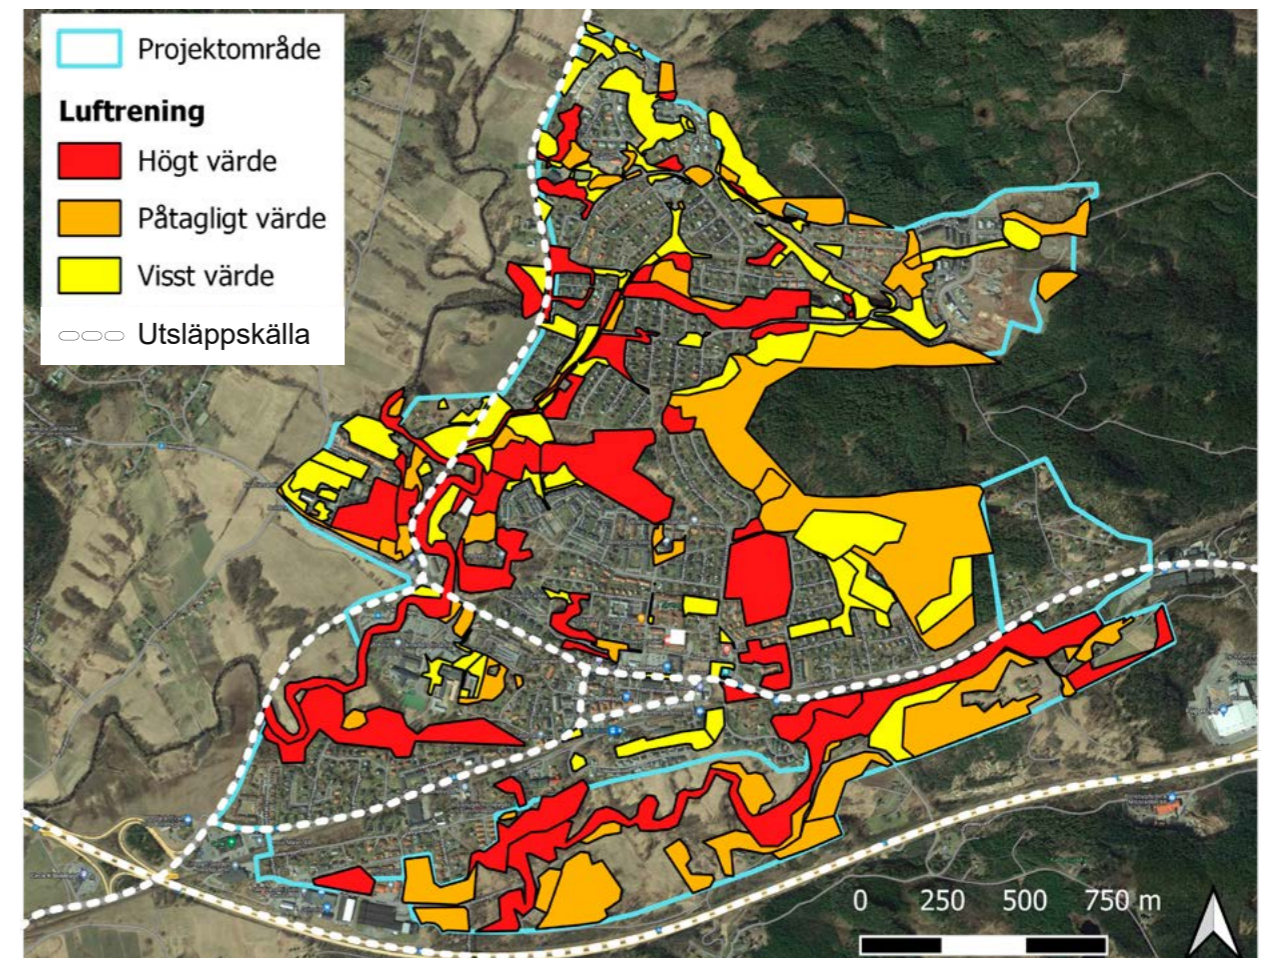 Projektområde
Luftrening
Högt värde
Påtagligt värde
Visst värde
Utsläppskälla
0 250 500 750 m